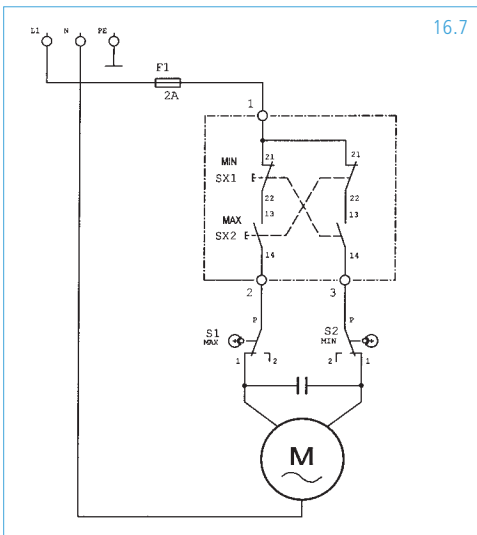 16.7
L1 N PE
F1
2A
1
21 21
MIN
SX1
22 22
MAX 13 13
SX2
14 14
2 3
P P
S1 S2
MAX MIN
1 2 2 1
M